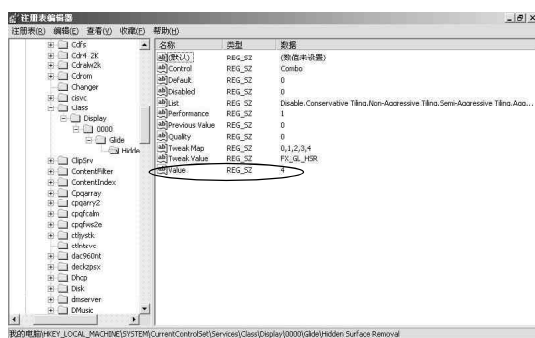 注册表编辑器
注册表(R) 编辑(E) 查看(V) 收藏(F) 帮助(H)
Cdfs
Cdr4_2K
Cdralw2k
Cdrom
Changer
cisvc
Class
Display
0000
Glide
Hidde
ClipSrv
ContentFilter
ContentIndex
Cpqarray
cpqarry2
cpqfcalm
cpqfws2e
ctljystk
ctlntsvc
dac960nt
deckzpsx
Dhcp
Disk
dmserver
DMusic
名称 类型 数据
(默认) REG_SZ (数值未设置)
Control REG_SZ Combo
Default REG_SZ 0
Disabled REG_SZ 0
List REG_SZ Disable,Conservative Tiling,Non-Aggressive Tiling,Semi-Aggressive Tiling,Agg...
Performance REG_SZ 1
Previous Value REG_SZ 0
Quality REG_SZ 0
Tweak Map REG_SZ 0,1,2,3,4
Tweak Value REG_SZ FX_GL_HSR
Value REG_SZ 4
我的电脑\HKEY_LOCAL_MACHINE\SYSTEM\CurrentControlSet\Services\Class\Display\0000\Glide\Hidden Surface Removal